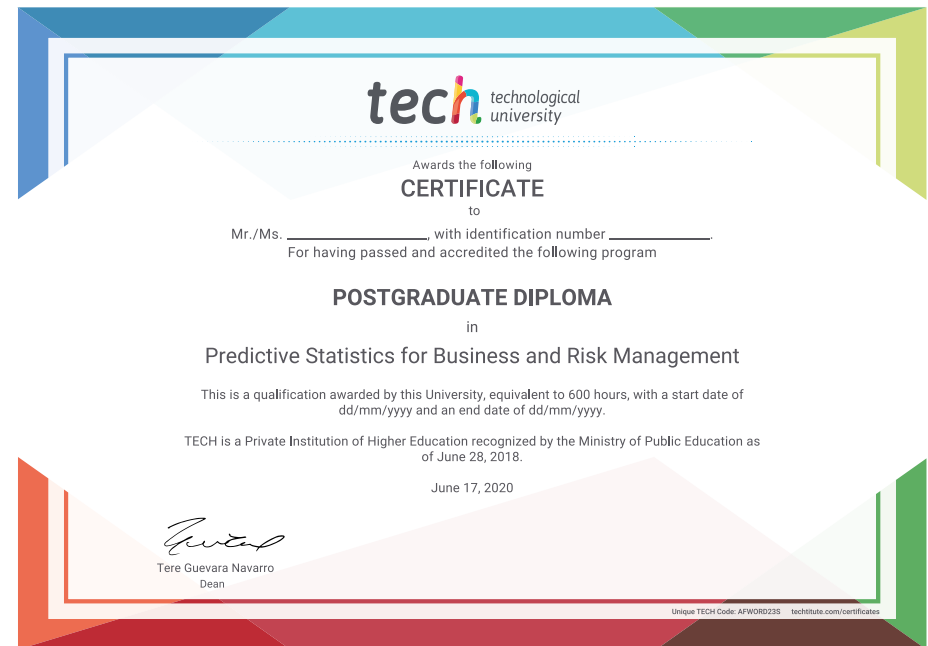 tech technological
university
Awards the following
CERTIFICATE
to
Mr./Ms. ____________________, with identification number ______________.
For having passed and accredited the following program
POSTGRADUATE DIPLOMA
in
Predictive Statistics for Business and Risk Management
This is a qualification awarded by this University, equivalent to 600 hours, with a start date of
dd/mm/yyyy and an end date of dd/mm/yyyy.
TECH is a Private Institution of Higher Education recognized by the Ministry of Public Education as
of June 28, 2018.
June 17, 2020
Tere Guevara Navarro
Dean
Unique TECH Code: AFWORD23S techtitute.com/certificates